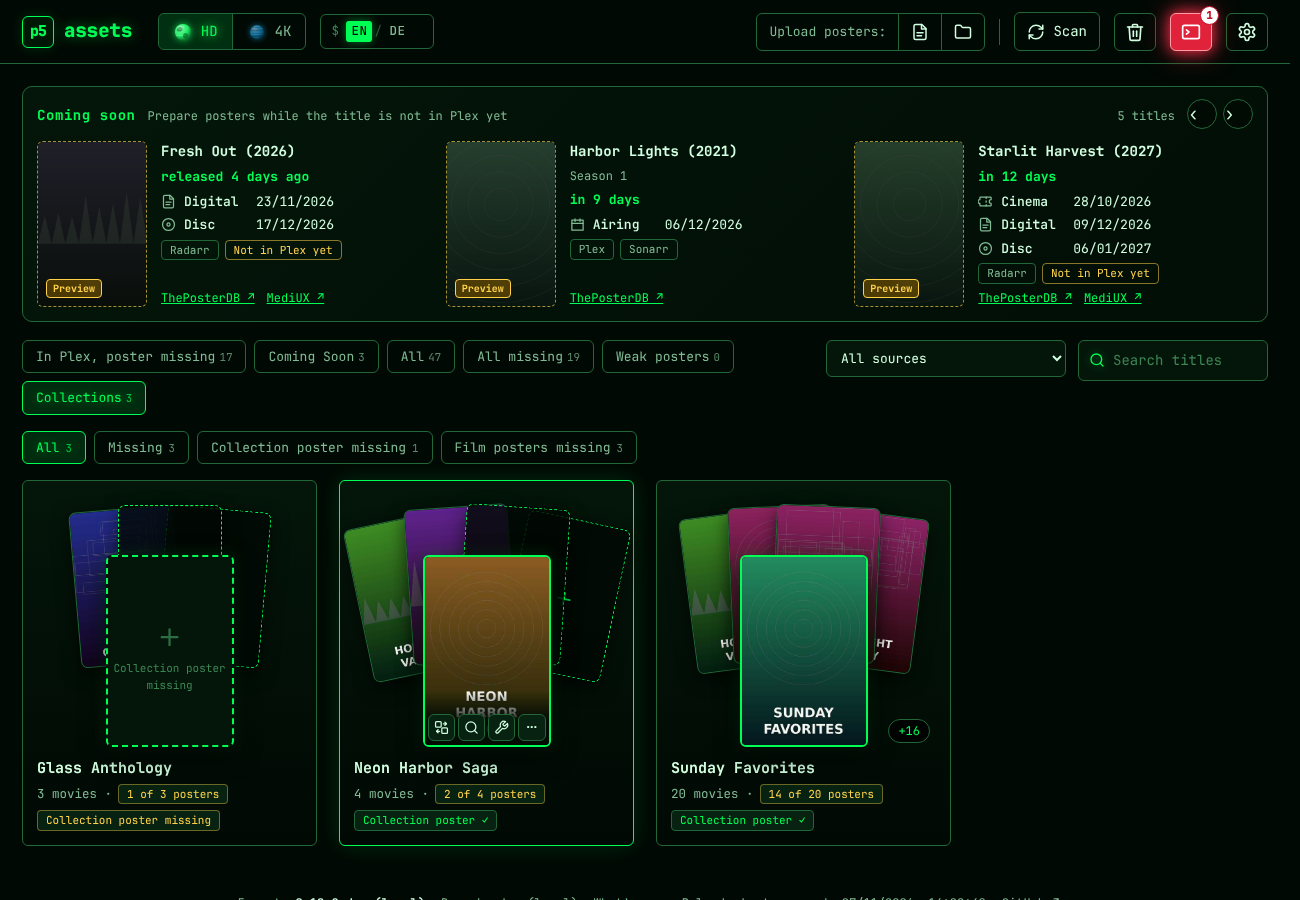 p5 assets HD 4K $ EN / DE Upload posters: Scan 1
Coming soon Prepare posters while the title is not in Plex yet 5 titles
Preview
Fresh Out (2026)
released 4 days ago
Digital 23/11/2026
Disc 17/12/2026
Radarr Not in Plex yet
ThePosterDB ↗ MediUX ↗
Preview
Harbor Lights (2021)
Season 1
in 9 days
Airing 06/12/2026
Plex Sonarr
ThePosterDB ↗
Preview
Starlit Harvest (2027)
in 12 days
Cinema 28/10/2026
Digital 09/12/2026
Disc 06/01/2027
Radarr Not in Plex yet
ThePosterDB ↗ MediUX ↗
In Plex, poster missing 17 Coming Soon 3 All 47 All missing 19 Weak posters 0 All sources Search titles
Collections 3
All 3 Missing 3 Collection poster missing 1 Film posters missing 3
+
Collection poster
missing
Glass Anthology
3 movies · 1 of 3 posters
Collection poster missing
NEON
HARBOR
Neon Harbor Saga
4 movies · 2 of 4 posters
Collection poster ✓
SUNDAY
FAVORITES
+16
Sunday Favorites
20 movies · 14 of 20 posters
Collection poster ✓